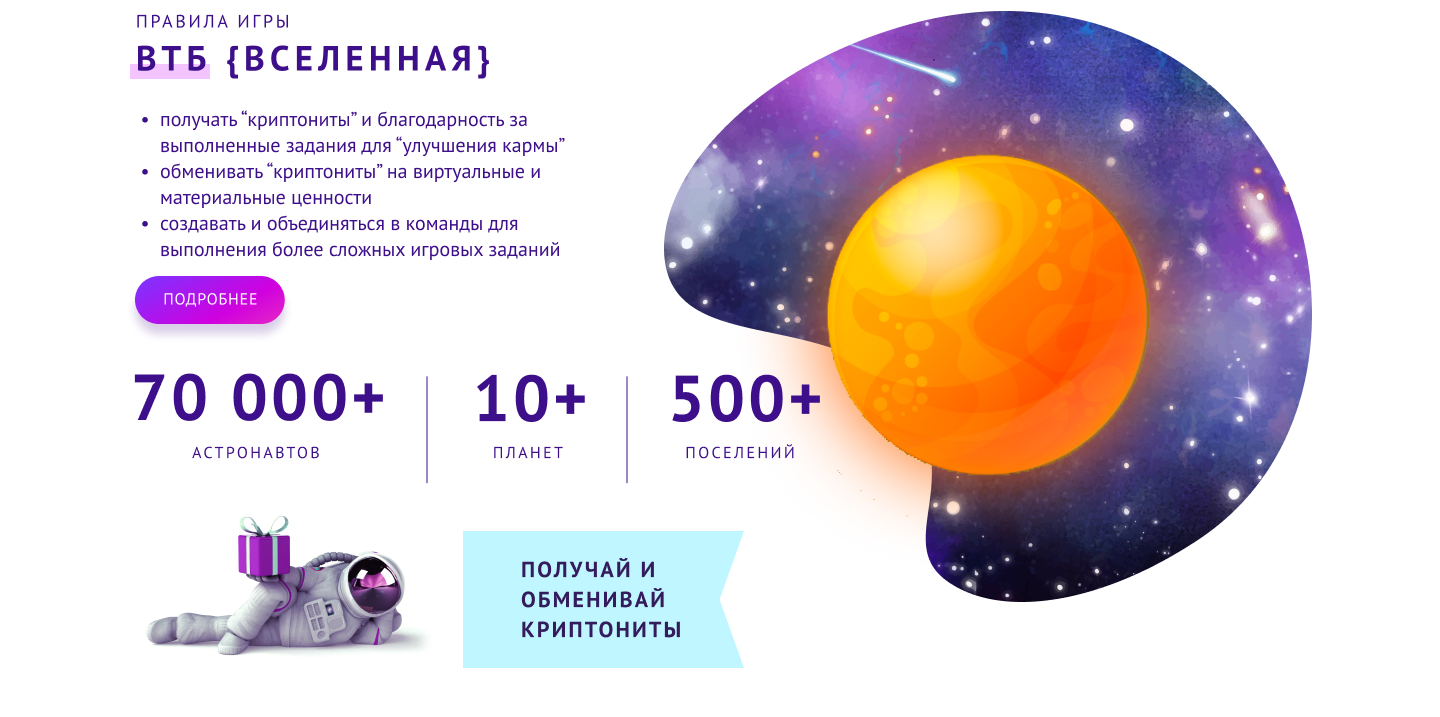 ПРАВИЛА ИГРЫ
ВТБ {ВСЕЛЕННАЯ}
• получать “криптониты” и благодарность за
выполненные задания для “улучшения кармы”
• обменивать “криптониты” на виртуальные и
материальные ценности
• создавать и объединяться в команды для
выполнения более сложных игровых заданий
ПОДРОБНЕЕ
70 000+
АСТРОНАВТОВ
10+
ПЛАНЕТ
500+
ПОСЕЛЕНИЙ
ПОЛУЧАЙ И
ОБМЕНИВАЙ
КРИПТОНИТЫ